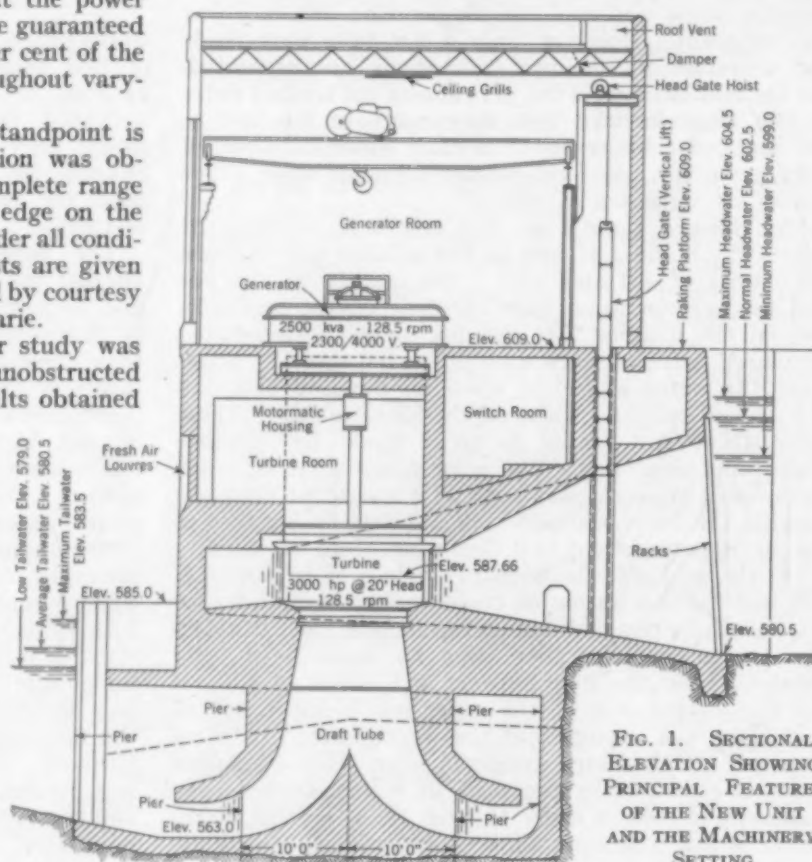 t the power
e guaranteed
er cent of the
ughout vary-
tandpoint is
ion was ob-
mplete range
edge on the
der all condi-
sts are given
d by courtesy
arie.
r study was
nobstructed
lts obtained
Roof Vent
Damper
Ceiling Grills
Head Gate Hoist
Head Gate (Vertical Lift)
Raking Platform Elev. 609.0
Maximum Headwater Elev. 604.5
Normal Headwater Elev. 602.5
Minimum Headwater Elev. 599.0
Generator Room
Generator
2500 kva - 128.5 rpm
2300/4000 V.
Elev. 609.0
Motormatic
Housing
Switch Room
Turbine Room
Fresh Air
Louvres
Low Tailwater Elev. 579.0
Average Tailwater Elev. 580.5
Maximum Tailwater
Elev. 583.5
Racks
Turbine
Elev. 587.66
3000 hp @ 20' Head
128.5 rpm
Elev. 585.0
Elev. 580.5
Pier
Pier
Pier
Draft Tube
Pier
Pier
Elev. 563.0
10' 0"
10' 0"
FIG. 1. SECTIONAL
ELEVATION SHOWING
PRINCIPAL FEATURES
OF THE NEW UNIT
AND THE MACHINERY
SETTING